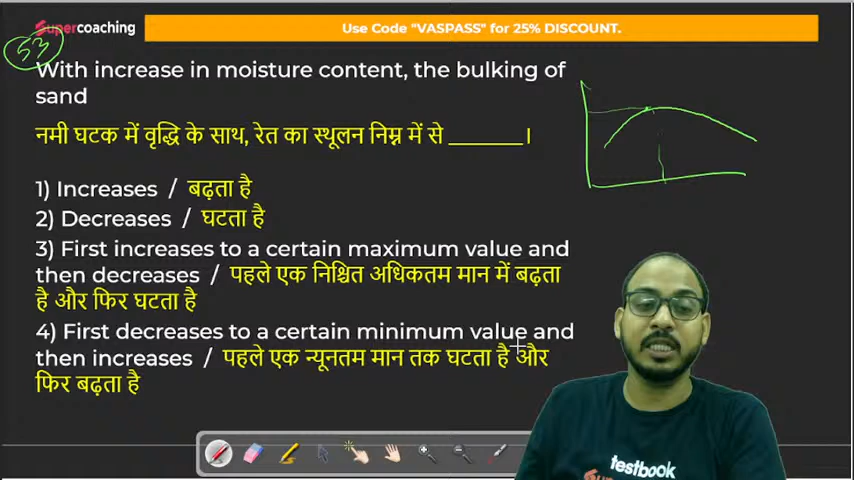 Supercoaching
Use Code "VASPASS" for 25% DISCOUNT.
53
With increase in moisture content, the bulking of
sand
नमी घटक में वृद्धि के साथ, रेत का स्थूलन निम्न में से _______।
1) Increases / बढ़ता है
2) Decreases / घटता है
3) First increases to a certain maximum value and
then decreases / पहले एक निश्चित अधिकतम मान में बढ़ता
है और फिर घटता है
4) First decreases to a certain minimum value and
then increases / पहले एक न्यूनतम मान तक घटता है और
फिर बढ़ता है
testbook